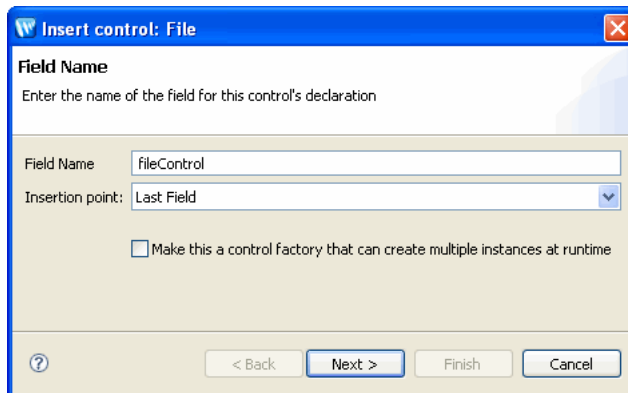 Insert control: File
Field Name
Enter the name of the field for this control's declaration
Field Name fileControl
Insertion point: Last Field
Make this a control factory that can create multiple instances at runtime
< Back Next > Finish Cancel